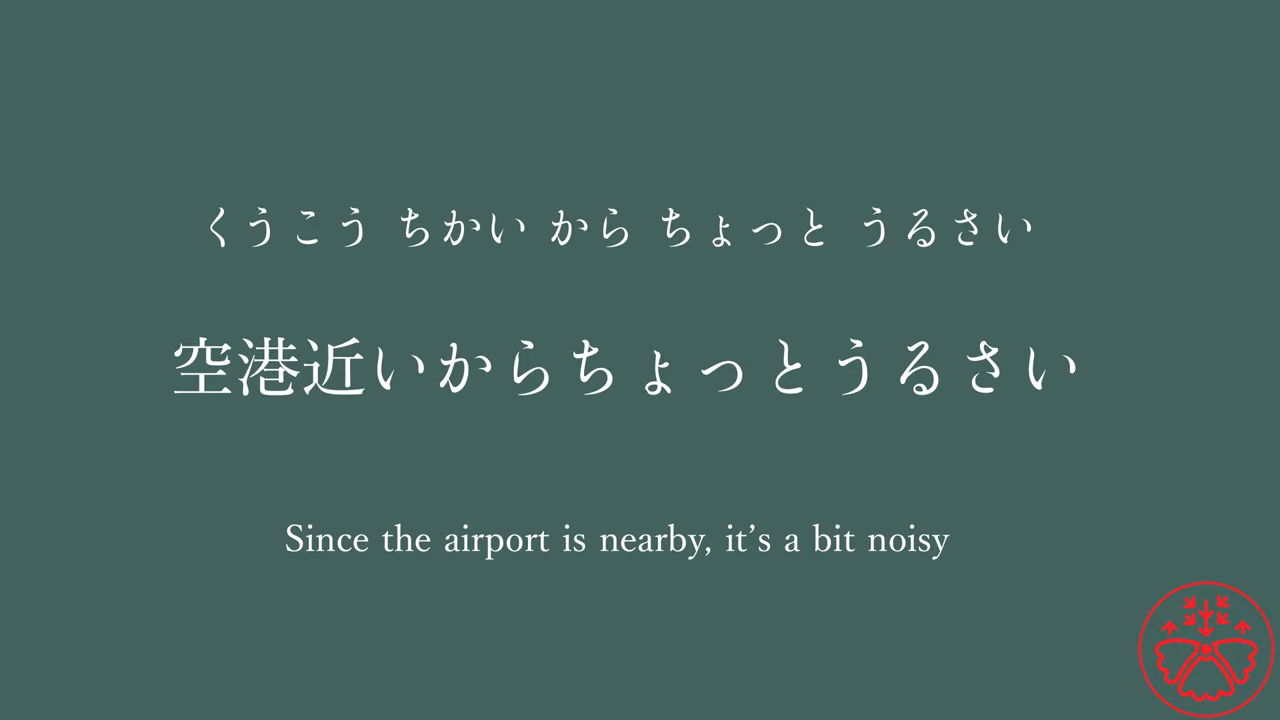 くうこう ちかい から ちょっと うるさい
空港近いからちょっとうるさい
Since the airport is nearby, it’s a bit noisy